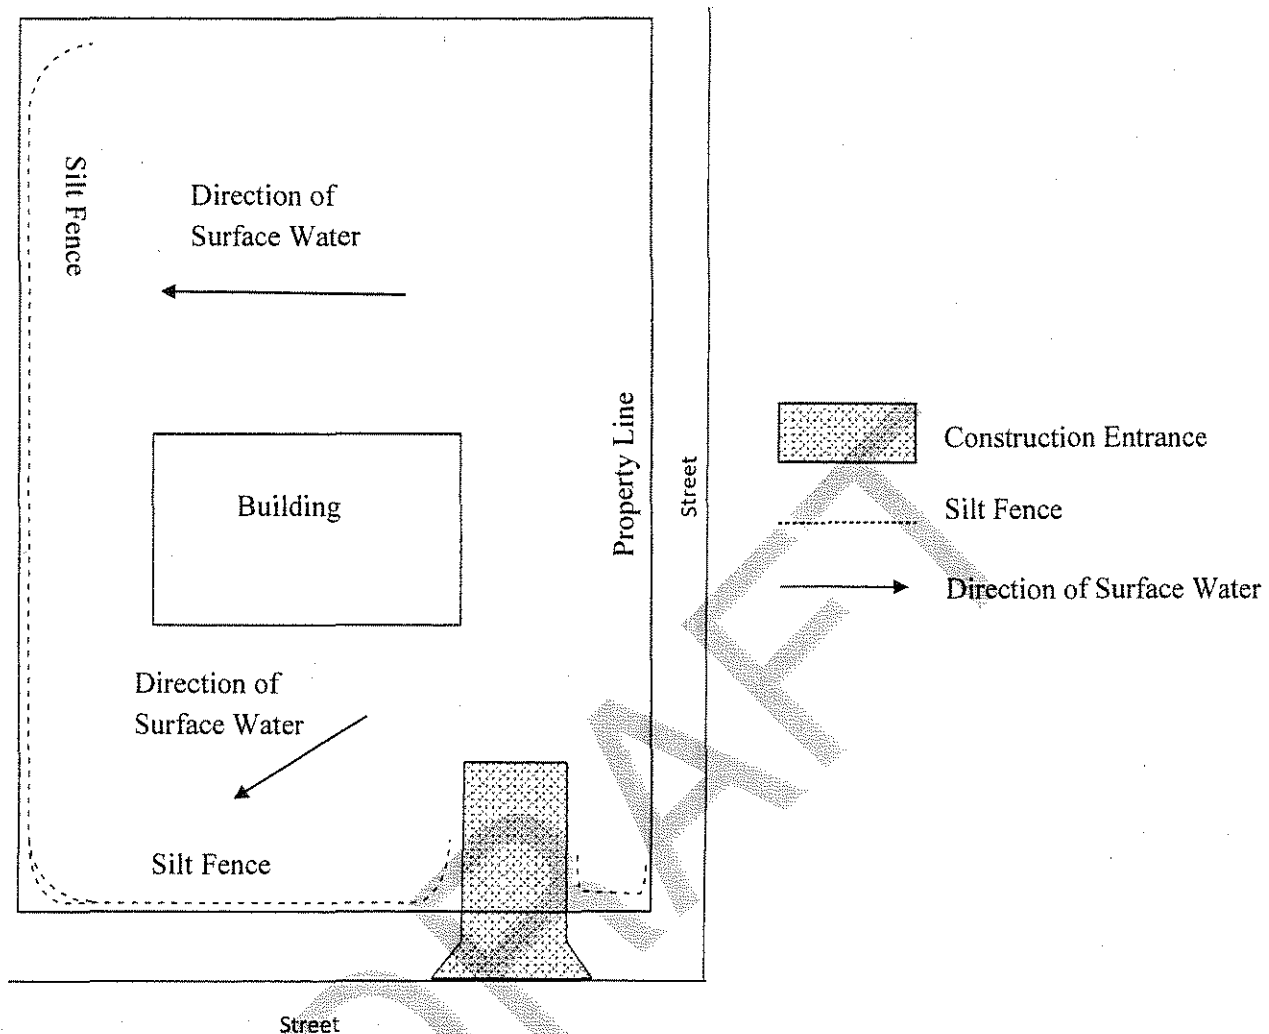 Silt Fence
Direction of
Surface Water
Property Line
Street
Building
Construction Entrance
Silt Fence
Direction of Surface Water
Direction of
Surface Water
Silt Fence
Street
DRAFT